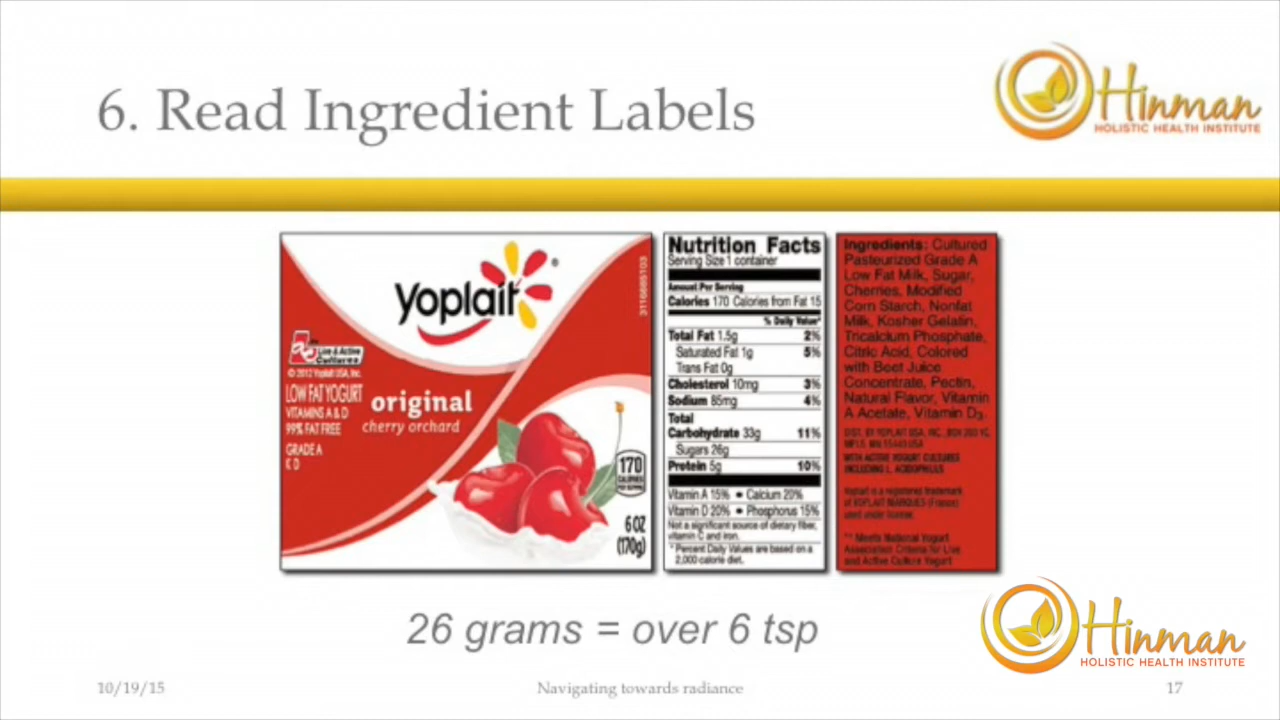 6. Read Ingredient Labels
Hinman
HOLISTIC HEALTH INSTITUTE
yoplait®
3116685103
Live & Active
Cultures
© 2012 Yoplait USA, Inc.
LOW FAT YOGURT
VITAMINS A & D
99% FAT FREE
GRADE A
K D
original
cherry orchard
170
CALORIES
PER SERVING
6 OZ
(170g)
Nutrition Facts
Serving Size 1 container
Amount Per Serving
Calories 170 Calories from Fat 15
% Daily Value*
Total Fat 1.5g 2%
Saturated Fat 1g 5%
Trans Fat 0g
Cholesterol 10mg 3%
Sodium 85mg 4%
Total
Carbohydrate 33g 11%
Sugars 26g
Protein 5g 10%
Vitamin A 15% • Calcium 20%
Vitamin D 20% • Phosphorus 15%
Not a significant source of dietary fiber,
vitamin C and iron.
* Percent Daily Values are based on a
2,000 calorie diet.
Ingredients: Cultured
Pasteurized Grade A
Low Fat Milk, Sugar,
Cherries, Modified
Corn Starch, Nonfat
Milk, Kosher Gelatin,
Tricalcium Phosphate,
Citric Acid, Colored
with Beet Juice
Concentrate, Pectin,
Natural Flavor, Vitamin
A Acetate, Vitamin D3.
DIST. BY YOPLAIT USA, INC., BOX 200 YC,
MPLS. MN 55440 USA
WITH ACTIVE YOGURT CULTURES
INCLUDING L. ACIDOPHILUS
Yoplait is a registered trademark
of YOPLAIT MARQUES (France)
used under license.
** Meets National Yogurt
Association Criteria for Live
and Active Culture Yogurt
26 grams = over 6 tsp
Hinman
HOLISTIC HEALTH INSTITUTE
10/19/15
Navigating towards radiance
17